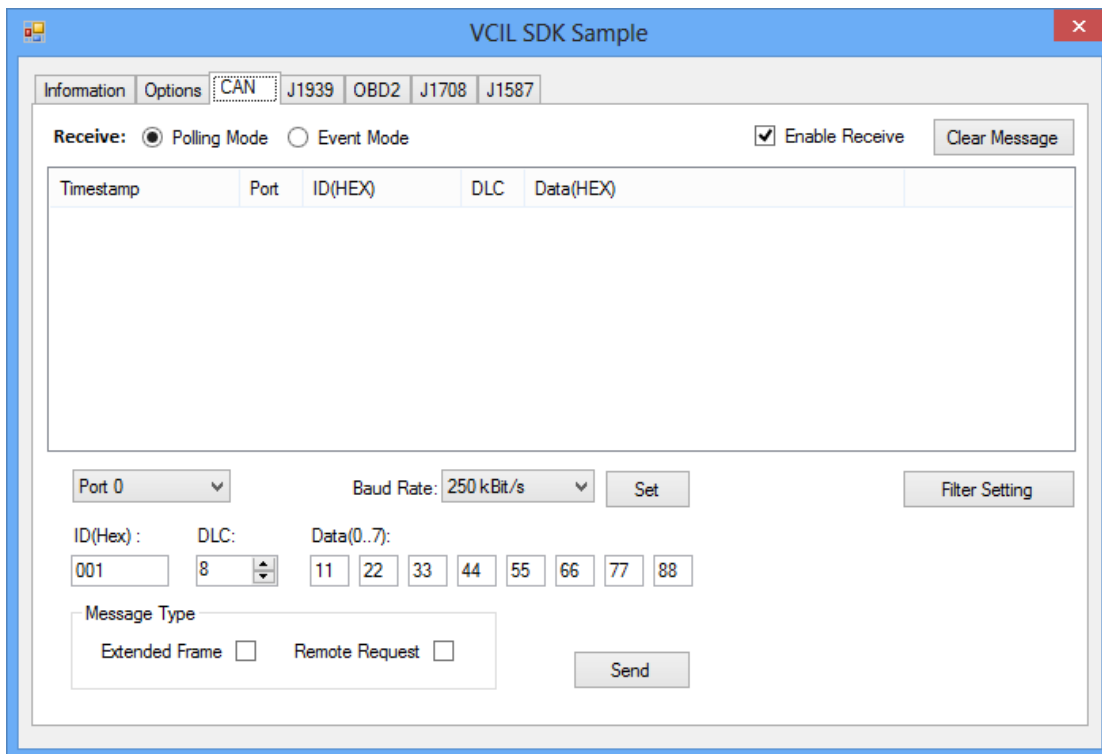 VCIL SDK Sample
Information Options CAN J1939 OBD2 J1708 J1587
Receive: Polling Mode Event Mode Enable Receive Clear Message
Timestamp Port ID(HEX) DLC Data(HEX)
Port 0 Baud Rate: 250 kBit/s Set Filter Setting
ID(Hex) : DLC: Data(0..7):
001 8 11 22 33 44 55 66 77 88
Message Type
Extended Frame Remote Request
Send